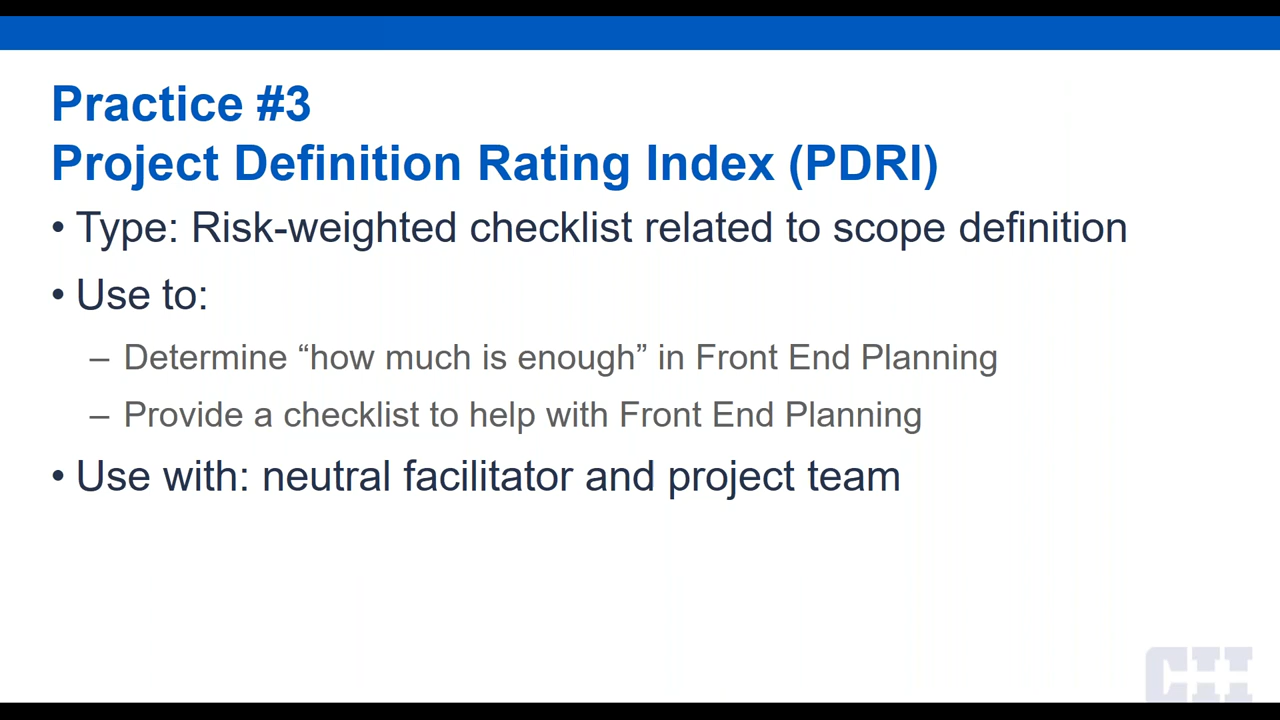 Practice #3
Project Definition Rating Index (PDRI)
• Type: Risk-weighted checklist related to scope definition
• Use to:
– Determine “how much is enough” in Front End Planning
– Provide a checklist to help with Front End Planning
• Use with: neutral facilitator and project team
CII